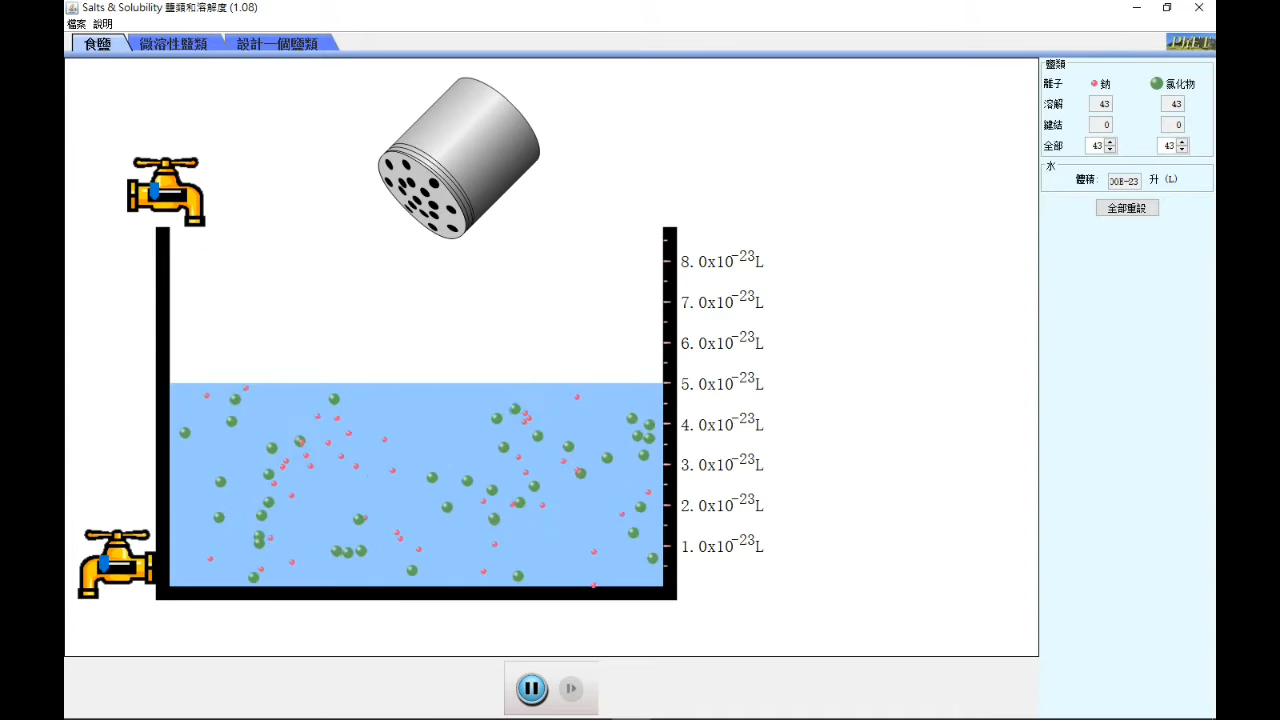 Salts & Solubility 鹽類和溶解度 (1.08)
檔案 說明
食鹽 微溶性鹽類 設計一個鹽類
PhET
鹽類
離子 鈉 氯化物
溶解 43 43
鍵結 0 0
全部 43 43
水
體積: 00E-23 升 (L)
全部重設
8.0x10⁻²³L
7.0x10⁻²³L
6.0x10⁻²³L
5.0x10⁻²³L
4.0x10⁻²³L
3.0x10⁻²³L
2.0x10⁻²³L
1.0x10⁻²³L